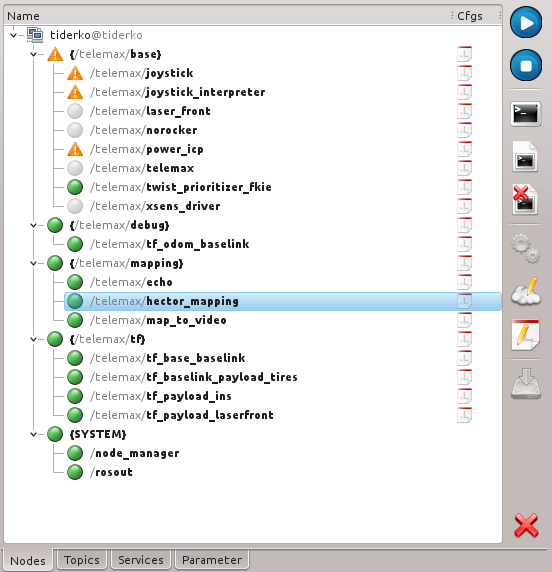 Name Cfgs
tiderko@tiderko
{/telemax/base}
/telemax/joystick
/telemax/joystick_interpreter
/telemax/laser_front
/telemax/norocker
/telemax/power_icp
/telemax/telemax
/telemax/twist_prioritizer_fkie
/telemax/xsens_driver
{/telemax/debug}
/telemax/tf_odom_baselink
{/telemax/mapping}
/telemax/echo
/telemax/hector_mapping
/telemax/map_to_video
{/telemax/tf}
/telemax/tf_base_baselink
/telemax/tf_baselink_payload_tires
/telemax/tf_payload_ins
/telemax/tf_payload_laserfront
{SYSTEM}
/node_manager
/rosout
Nodes Topics Services Parameter